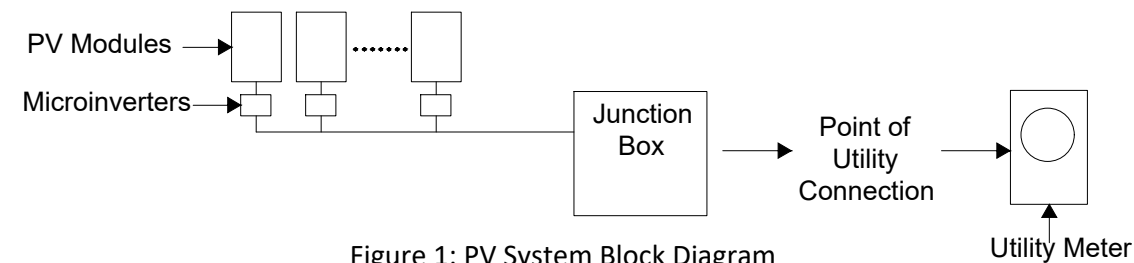 PV Modules
Microinverters
Junction
Box
Point of
Utility
Connection
Utility Meter
Figure 1: PV System Block Diagram